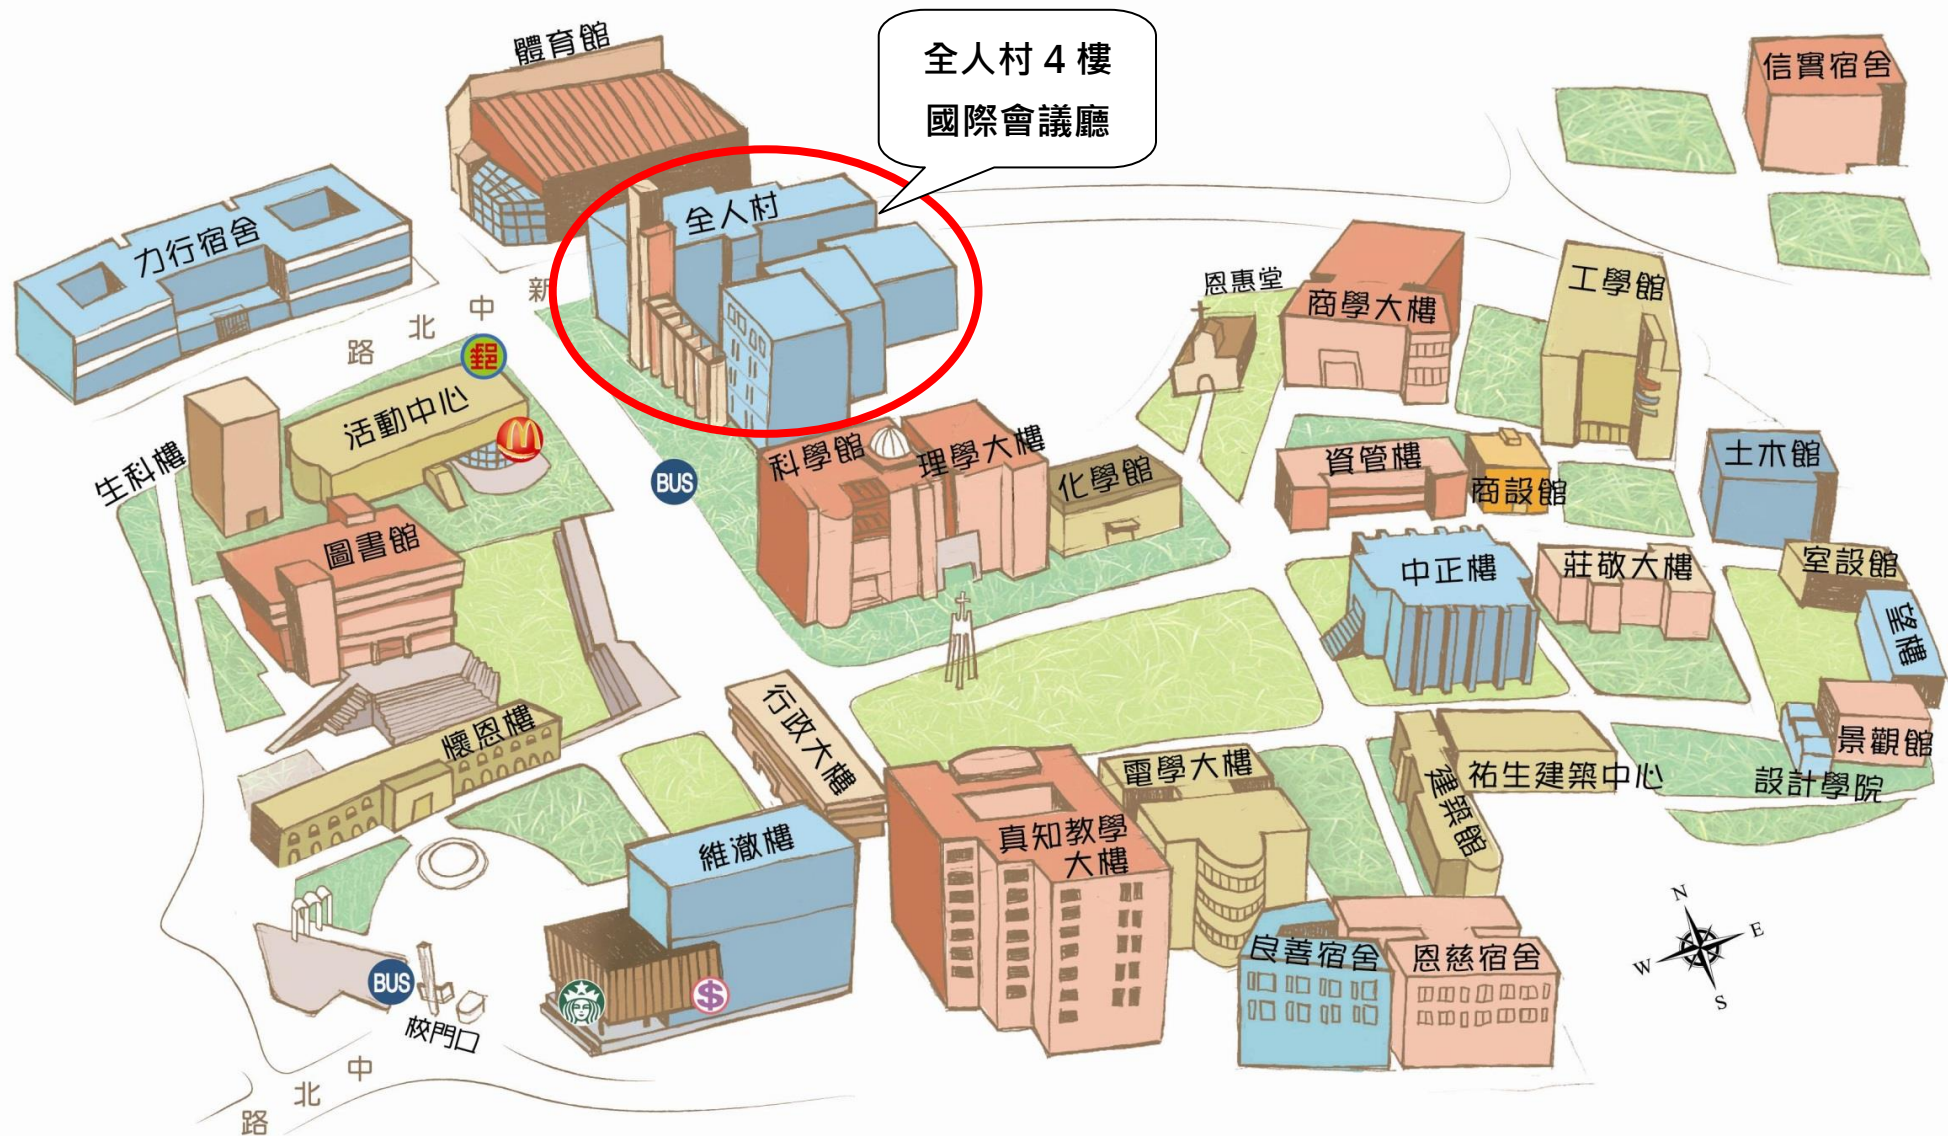 體育館
全人村 4 樓
國際會議廳
信實宿舍
全人村
力行宿舍
新
中
北
路
恩惠堂
商學大樓
工學館
郵
活動中心
M
生科樓
BUS
科學館
理學大樓
化學館
資管樓
商設館
土木館
圖書館
中正樓
莊敬大樓
室設館
望樓
懷恩樓
行政大樓
電學大樓
建築館
祐生建築中心
景觀館
設計學院
維澈樓
真知教學
大樓
良善宿舍
恩慈宿舍
N
E
W
S
BUS
$
校門口
中
北
路